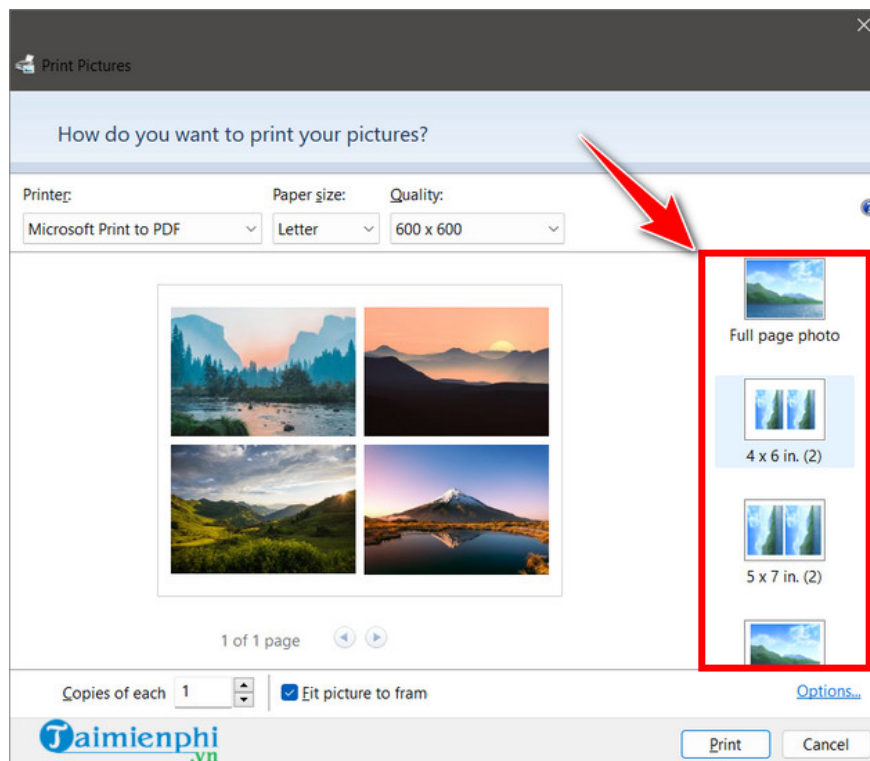 Print Pictures
How do you want to print your pictures?
Printer: Paper size: Quality:
Microsoft Print to PDF Letter 600 x 600
Full page photo
4 x 6 in. (2)
5 x 7 in. (2)
1 of 1 page
Copies of each 1 Fit picture to fram
Options...
Taimienphi
.vn
Print Cancel